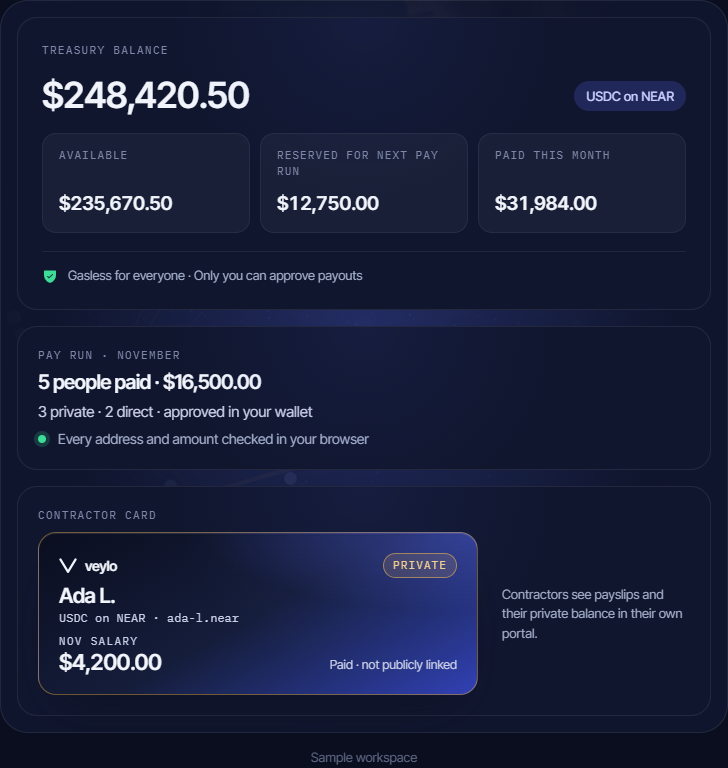 TREASURY BALANCE
$248,420.50
USDC on NEAR
AVAILABLE
$235,670.50
RESERVED FOR NEXT PAY
RUN
$12,750.00
PAID THIS MONTH
$31,984.00
Gasless for everyone · Only you can approve payouts
PAY RUN · NOVEMBER
5 people paid · $16,500.00
3 private · 2 direct · approved in your wallet
Every address and amount checked in your browser
CONTRACTOR CARD
veylo
PRIVATE
Ada L.
USDC on NEAR · ada-l.near
NOV SALARY
$4,200.00
Paid · not publicly linked
Contractors see payslips and
their private balance in their own
portal.
Sample workspace